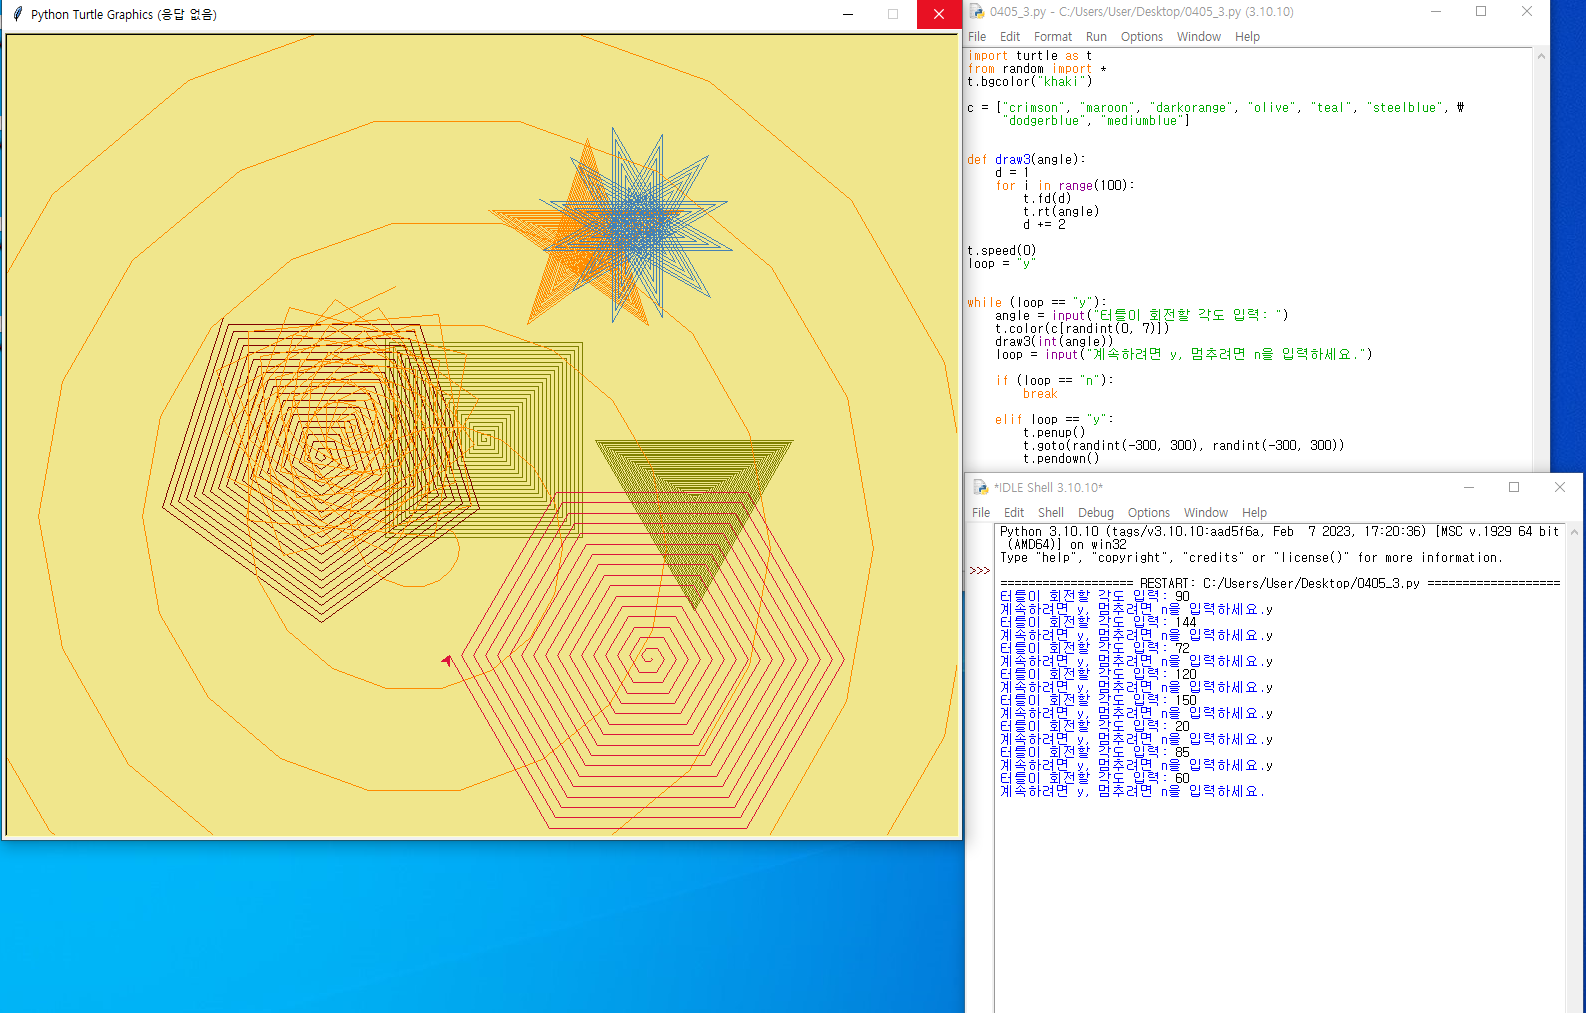 Python Turtle Graphics (응답 없음)
0405_3.py - C:/Users/User/Desktop/0405_3.py (3.10.10)
File Edit Format Run Options Window Help
import turtle as t
from random import *
t.bgcolor("khaki")
c = ["crimson", "maroon", "darkorange", "olive", "teal", "steelblue", ₩
"dodgerblue", "mediumblue"]
def draw3(angle):
d = 1
for i in range(100):
t.fd(d)
t.rt(angle)
d += 2
t.speed(0)
loop = "y"
while (loop == "y"):
angle = input("터틀이 회전할 각도 입력: ")
t.color(c[randint(0, 7)])
draw3(int(angle))
loop = input("계속하려면 y, 멈추려면 n을 입력하세요.")
if (loop == "n"):
break
elif loop == "y":
t.penup()
t.goto(randint(-300, 300), randint(-300, 300))
t.pendown()
*IDLE Shell 3.10.10*
File Edit Shell Debug Options Window Help
Python 3.10.10 (tags/v3.10.10:aad5f6a, Feb  7 2023, 17:20:36) [MSC v.1929 64 bit
(AMD64)] on win32
Type "help", "copyright", "credits" or "license()" for more information.
>>>
=================== RESTART: C:/Users/User/Desktop/0405_3.py ===================
터틀이 회전할 각도 입력: 90
계속하려면 y, 멈추려면 n을 입력하세요.y
터틀이 회전할 각도 입력: 144
계속하려면 y, 멈추려면 n을 입력하세요.y
터틀이 회전할 각도 입력: 72
계속하려면 y, 멈추려면 n을 입력하세요.y
터틀이 회전할 각도 입력: 120
계속하려면 y, 멈추려면 n을 입력하세요.y
터틀이 회전할 각도 입력: 150
계속하려면 y, 멈추려면 n을 입력하세요.y
터틀이 회전할 각도 입력: 20
계속하려면 y, 멈추려면 n을 입력하세요.y
터틀이 회전할 각도 입력: 85
계속하려면 y, 멈추려면 n을 입력하세요.y
터틀이 회전할 각도 입력: 60
계속하려면 y, 멈추려면 n을 입력하세요.